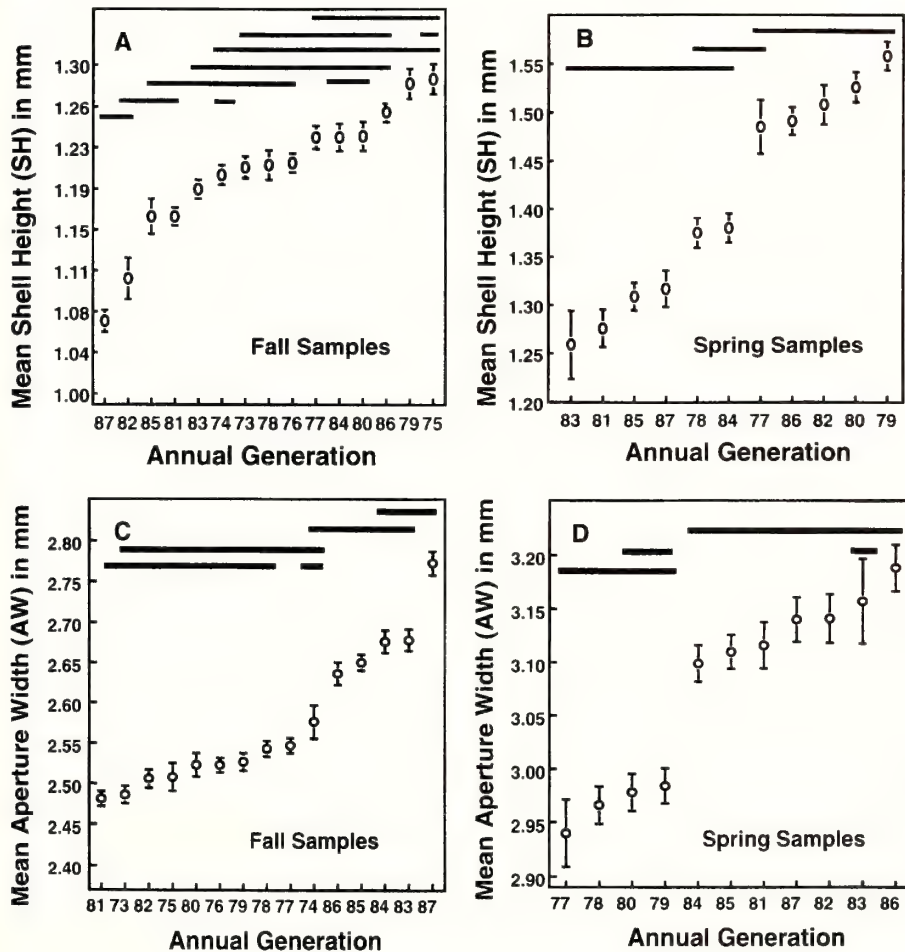 A
Mean Shell Height (SH) in mm
1.30
1.26
1.23
1.19
1.15
1.11
1.08
1.04
1.00
Fall Samples
87 82 85 81 83 74 73 78 76 77 84 80 86 79 75
Annual Generation
B
Mean Shell Height (SH) in mm
1.55
1.50
1.45
1.40
1.35
1.30
1.25
1.20
Spring Samples
83 81 85 87 78 84 77 86 82 80 79
Annual Generation
C
Mean Aperture Width (AW) in mm
2.80
2.75
2.70
2.65
2.60
2.55
2.50
2.45
2.40
Fall Samples
81 73 82 75 80 76 79 78 77 74 86 85 84 83 87
Annual Generation
D
Mean Aperture Width (AW) in mm
3.20
3.15
3.10
3.05
3.00
2.95
2.90
Spring Samples
77 78 80 79 84 85 81 87 82 83 86
Annual Generation